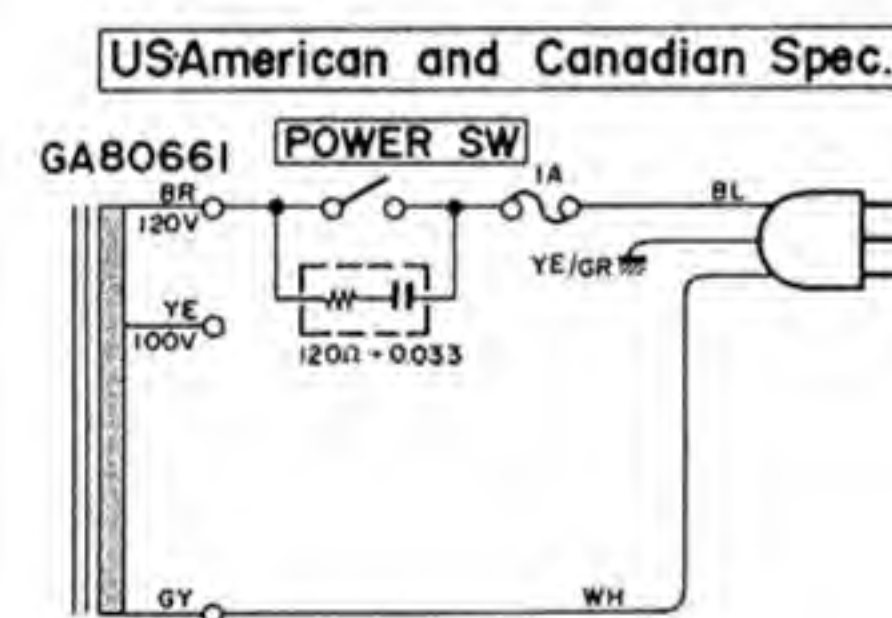 US·American and Canadian Spec.
GA80661
POWER SW
1A
BR
120V
BL
YE/GR
YE
100V
120Ω + 0.033
GY
WH